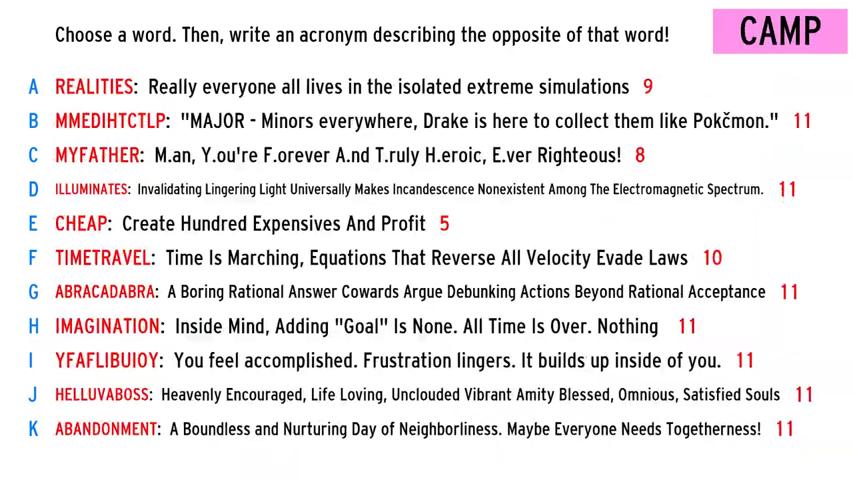 Choose a word. Then, write an acronym describing the opposite of that word!
CAMP
A REALITIES: Really everyone all lives in the isolated extreme simulations 9
B MMEDIHTCTLP: "MAJOR - Minors everywhere, Drake is here to collect them like Pokčmon." 11
C MYFATHER: M.an, Y.ou're F.orever A.nd T.ruly H.eroic, E.ver Righteous! 8
D ILLUMINATES: Invalidating Lingering Light Universally Makes Incandescence Nonexistent Among The Electromagnetic Spectrum. 11
E CHEAP: Create Hundred Expensives And Profit 5
F TIMETRAVEL: Time Is Marching, Equations That Reverse All Velocity Evade Laws 10
G ABRACADABRA: A Boring Rational Answer Cowards Argue Debunking Actions Beyond Rational Acceptance 11
H IMAGINATION: Inside Mind, Adding "Goal" Is None. All Time Is Over. Nothing 11
I YFAFLIBUIOY: You feel accomplished. Frustration lingers. It builds up inside of you. 11
J HELLUVABOSS: Heavenly Encouraged, Life Loving, Unclouded Vibrant Amity Blessed, Omnious, Satisfied Souls 11
K ABANDONMENT: A Boundless and Nurturing Day of Neighborliness. Maybe Everyone Needs Togetherness! 11